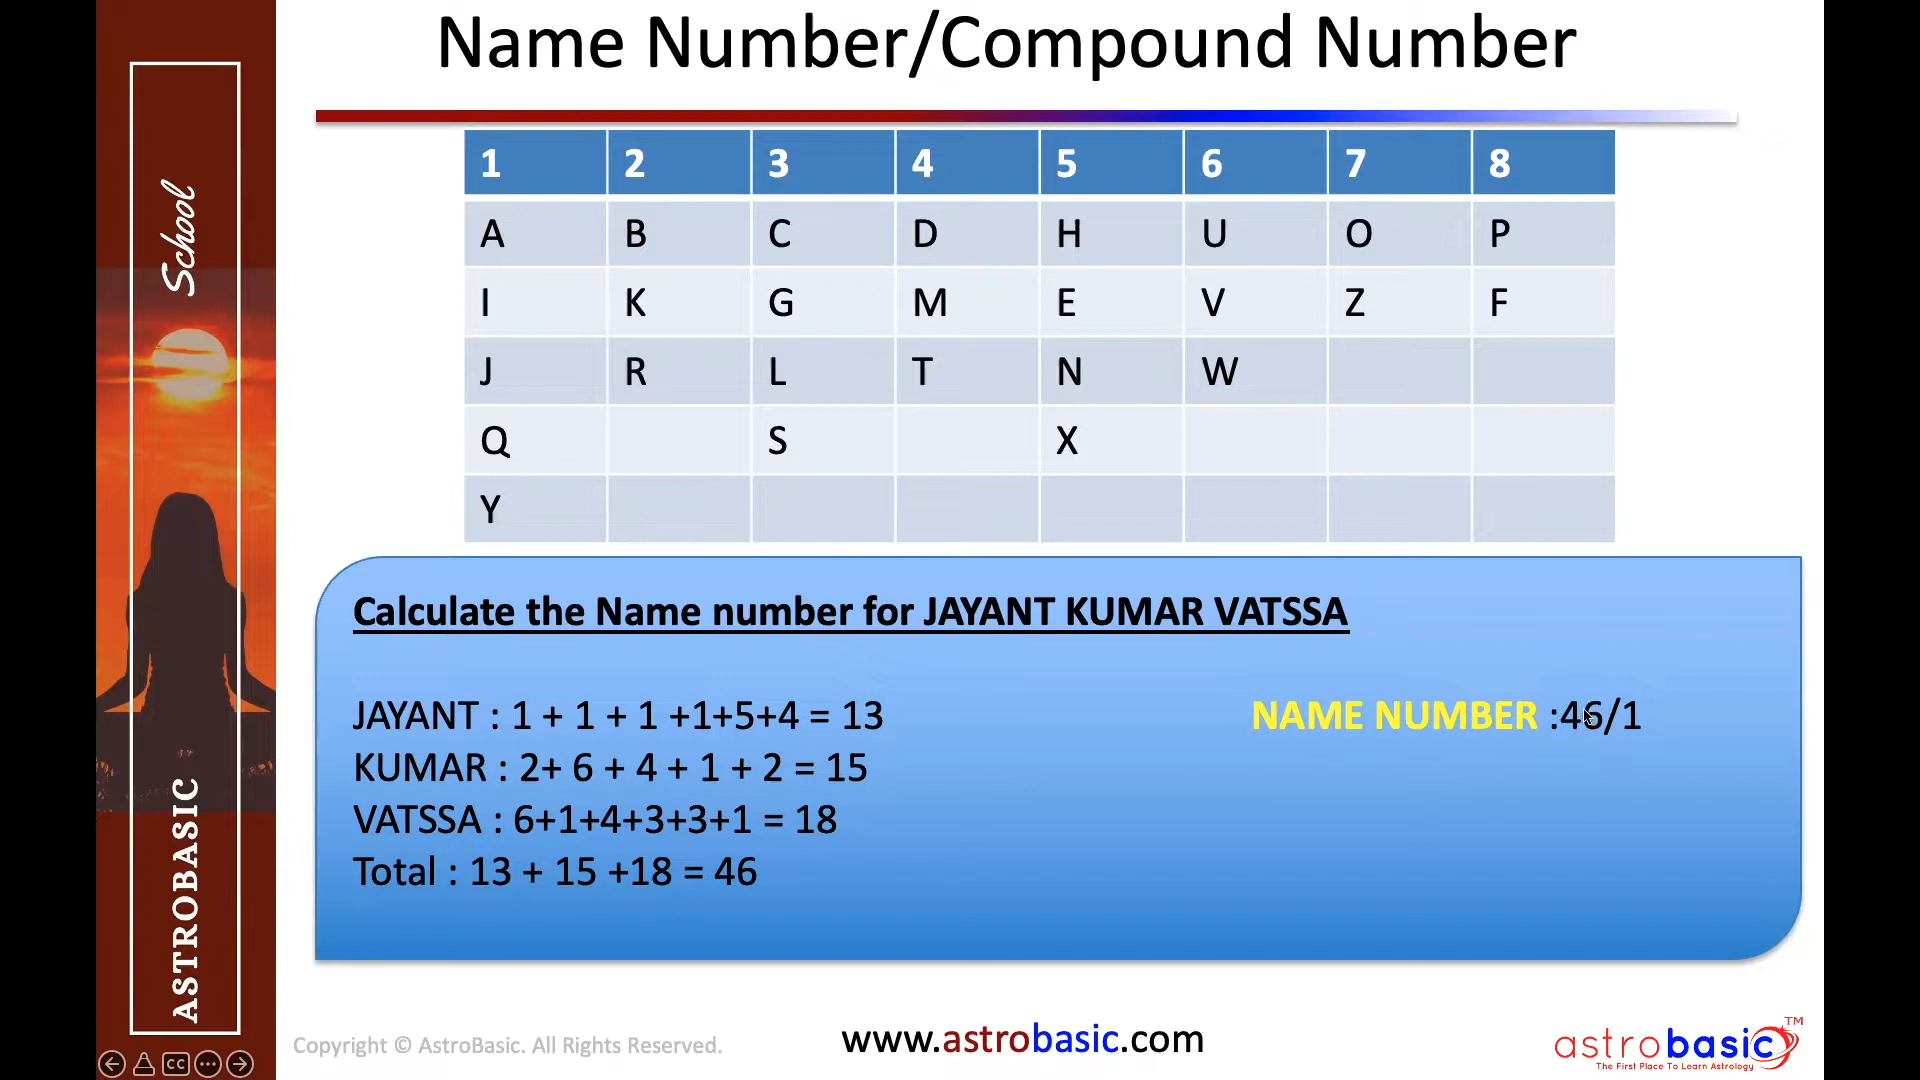 Name Number/Compound Number
1 2 3 4 5 6 7 8
A B C D H U O P
I K G M E V Z F
J R L T N W
Q S X
Y
Calculate the Name number for JAYANT KUMAR VATSSA
JAYANT : 1 + 1 + 1 +1+5+4 = 13
NAME NUMBER :46/1
KUMAR : 2+ 6 + 4 + 1 + 2 = 15
VATSSA : 6+1+4+3+3+1 = 18
Total : 13 + 15 +18 = 46
ASTROBASIC School
Copyright © AstroBasic. All Rights Reserved.
www.astrobasic.com
astrobasic TM
The First Place To Learn Astrology
CC